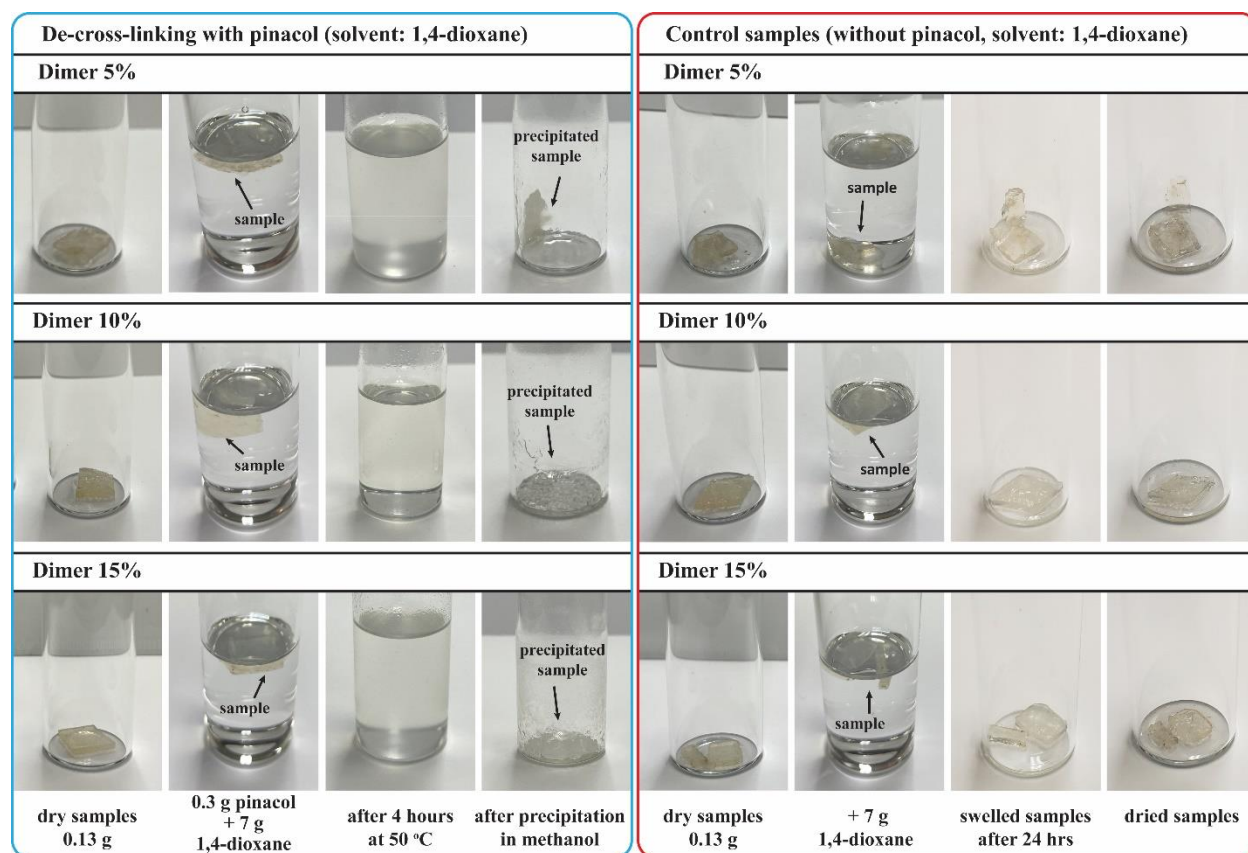 De-cross-linking with pinacol (solvent: 1,4-dioxane)
Dimer 5%
sample
precipitated
sample
Dimer 10%
sample
precipitated
sample
Dimer 15%
sample
precipitated
sample
dry samples
0.13 g
0.3 g pinacol
+ 7 g
1,4-dioxane
after 4 hours
at 50 °C
after precipitation
in methanol
Control samples (without pinacol, solvent: 1,4-dioxane)
Dimer 5%
sample
Dimer 10%
sample
Dimer 15%
sample
dry samples
0.13 g
+ 7 g
1,4-dioxane
swelled samples
after 24 hrs
dried samples